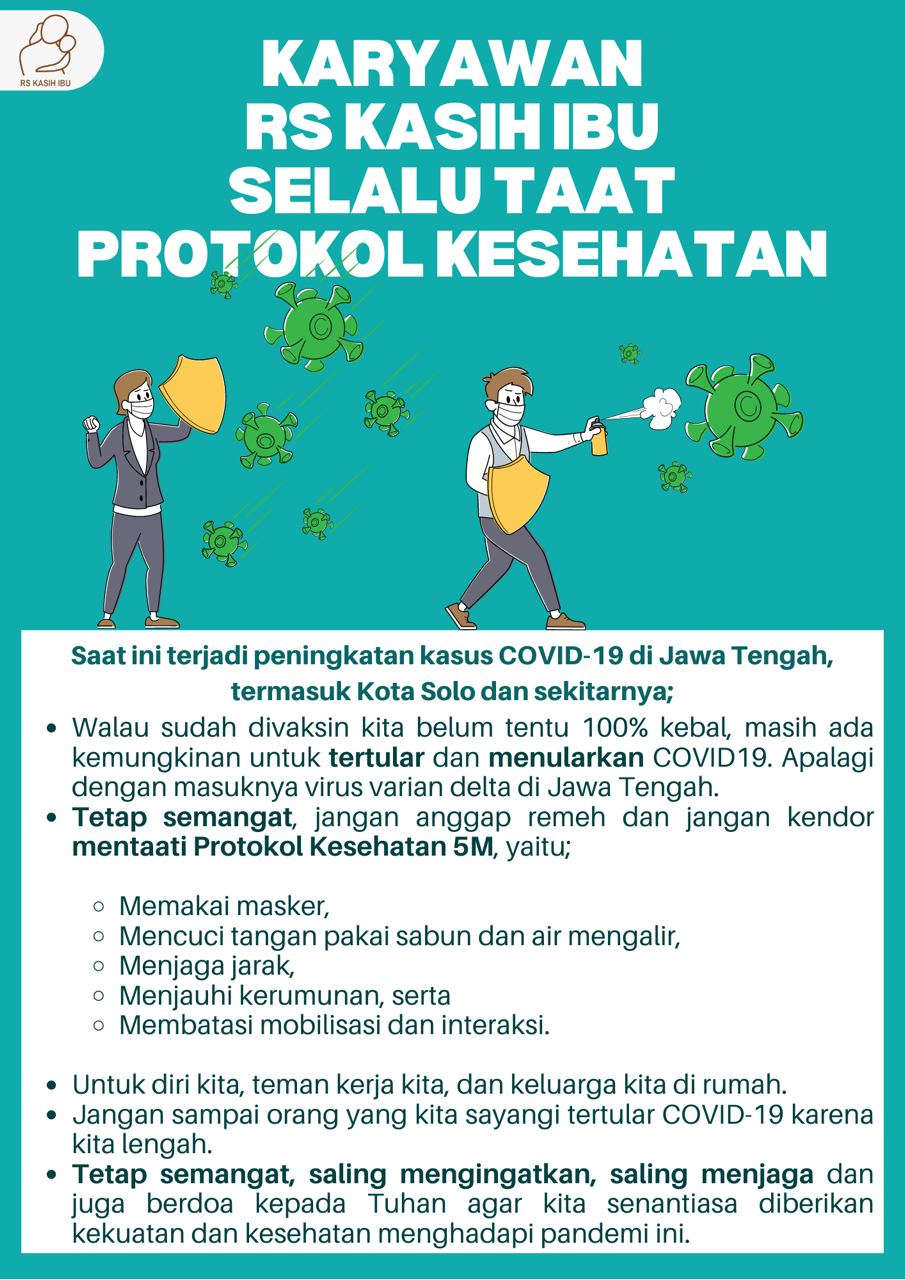 RS KASIH IBU
KARYAWAN
RS KASIH IBU
SELALU TAAT
PROTOKOL KESEHATAN
Saat ini terjadi peningkatan kasus COVID-19 di Jawa Tengah,
termasuk Kota Solo dan sekitarnya;
• Walau sudah divaksin kita belum tentu 100% kebal, masih ada
kemungkinan untuk tertular dan menularkan COVID19. Apalagi
dengan masuknya virus varian delta di Jawa Tengah.
• Tetap semangat, jangan anggap remeh dan jangan kendor
mentaati Protokol Kesehatan 5M, yaitu;
○ Memakai masker,
○ Mencuci tangan pakai sabun dan air mengalir,
○ Menjaga jarak,
○ Menjauhi kerumunan, serta
○ Membatasi mobilisasi dan interaksi.
• Untuk diri kita, teman kerja kita, dan keluarga kita di rumah.
• Jangan sampai orang yang kita sayangi tertular COVID-19 karena
kita lengah.
• Tetap semangat, saling mengingatkan, saling menjaga dan
juga berdoa kepada Tuhan agar kita senantiasa diberikan
kekuatan dan kesehatan menghadapi pandemi ini.